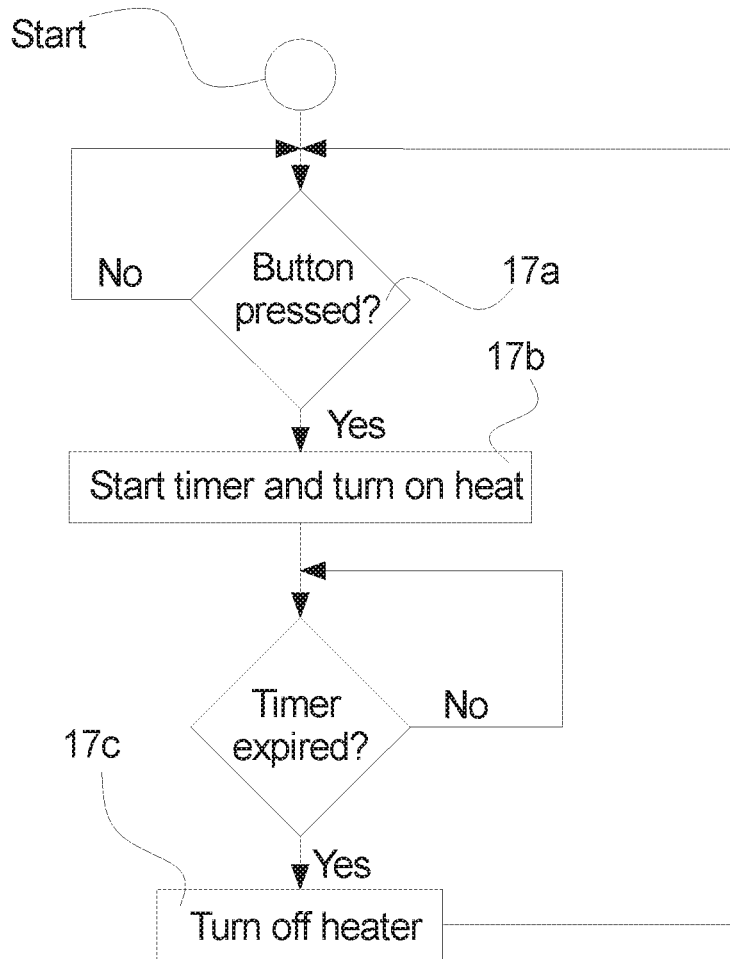 Start
No
Button
pressed?
17a
17b
Yes
Start timer and turn on heat
Timer
expired?
No
17c
Yes
Turn off heater